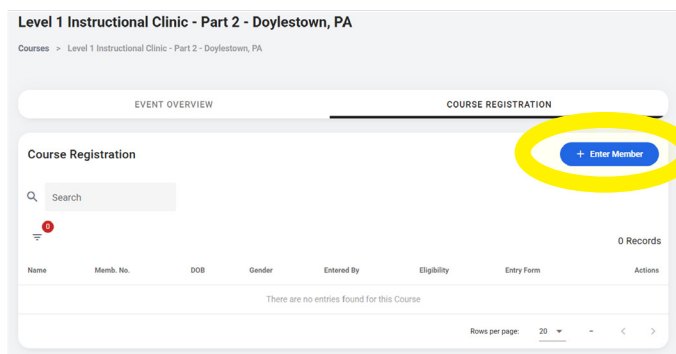 Level 1 Instructional Clinic - Part 2 - Doylestown, PA
Courses > Level 1 Instructional Clinic - Part 2 - Doylestown, PA
EVENT OVERVIEW COURSE REGISTRATION
Course Registration + Enter Member
Search
0
0 Records
Name Memb. No. DOB Gender Entered By Eligibility Entry Form Actions
There are no entries found for this Course
Rows per page: 20 - < >